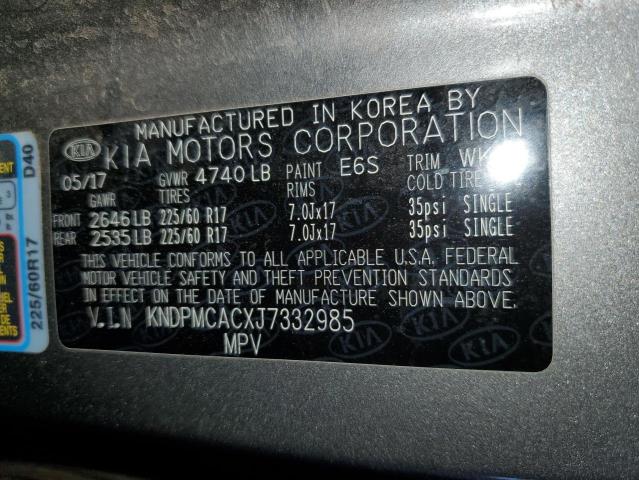 MANUFACTURED IN KOREA BY
KIA KIA MOTORS CORPORATION
05/17 GVWR 4740 LB PAINT E6S TRIM WK
GAWR TIRES RIMS COLD TIRE
FRONT 2646 LB 225/60 R17 7.0Jx17 35psi SINGLE
REAR 2535 LB 225/60 R17 7.0Jx17 35psi SINGLE
THIS VEHICLE CONFORMS TO ALL APPLICABLE U.S.A. FEDERAL
MOTOR VEHICLE SAFETY AND THEFT PREVENTION STANDARDS
IN EFFECT ON THE DATE OF MANUFACTURE SHOWN ABOVE.
V.I.N KNDPMCACXJ7332985
MPV
D40
225/60R17